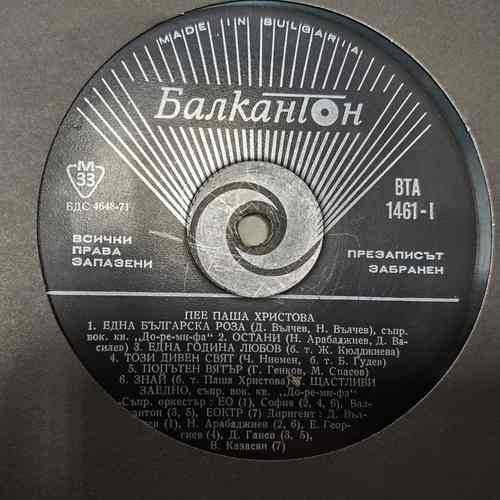 MADE IN BULGARIA
БАЛКАНТОН
M
33
БДС 4648-71
ВТА
1461-I
ВСИЧКИ
ПРАВА
ЗАПАЗЕНИ
ПРЕЗАПИСЪТ
ЗАБРАНЕН
ПЕЕ ПАША ХРИСТОВА
1. ЕДНА БЪЛГАРСКА РОЗА (Д. Вълчев, Н. Вълчев), съпр.
вок. кв. „До-ре-ми-фа" 2. ОСТАНИ (Н. Арабаджиев, Д. Ва-
силев) 3. ЕДНА ГОДИНА ЛЮБОВ (б. т. Ж. Кюлджиева)
4. ТОЗИ ДИВЕН СВЯТ (Ч. Ниемен, б. т. Б. Гудев)
5. ПОПЪТЕН ВЯТЪР (Г. Генков, М. Спасов)
6. ЗНАЙ (б. т. Паша Христова) 7. ЩАСТЛИВИ
ЗАЕДНО, съпр. вок. кв. „До-ре-ми-фа"
Съпр. оркестър: ЕО (1), София (2, 4, 6), Бал-
кантон (3, 5), ЕОКТР (7) Диригент: Д. Въл-
чев (1), Н. Арабаджиев (2, 6), Е. Геор-
гиев (4), Д. Ганев (3, 5),
В. Казасян (7)